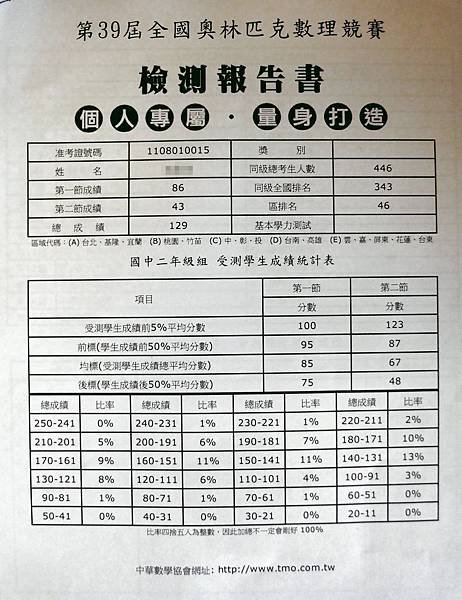 第39屆全國奧林匹克數理競賽
檢測報告書
個人專屬・量身打造
准考證號碼 1108010015 獎 別
姓 名 同級總考生人數 446
第一節成績 86 同級全國排名 343
第二節成績 43 區排名 46
總 成 績 129 基本學力測試
區域代碼：(A) 台北、基隆、宜蘭 (B) 桃園、竹苗 (C) 中、彰、投 (D) 台南、高雄 (E) 雲、嘉、屏東、花蓮、台東
國中二年級組 受測學生成績統計表
項目 第一節 第二節
分數 分數
受測學生成績前5%平均分數 100 123
前標(受測學生成績前50%平均分數) 95 87
均標(受測學生成績總平均分數) 85 67
後標(學生成績後50%平均分數) 75 48
總成績 比率 總成績 比率 總成績 比率 總成績 比率
250-241 0% 240-231 1% 230-221 1% 220-211 2%
210-201 5% 200-191 6% 190-181 7% 180-171 10%
170-161 9% 160-151 11% 150-141 11% 140-131 13%
130-121 8% 120-111 6% 110-101 4% 100-91 3%
90-81 1% 80-71 1% 70-61 1% 60-51 0%
50-41 0% 40-31 0% 30-21 0% 20-11 0%
比率四捨五人為整數，因此加總不一定會剛好 100%
中華數學協會網址: http://www.tmo.com.tw